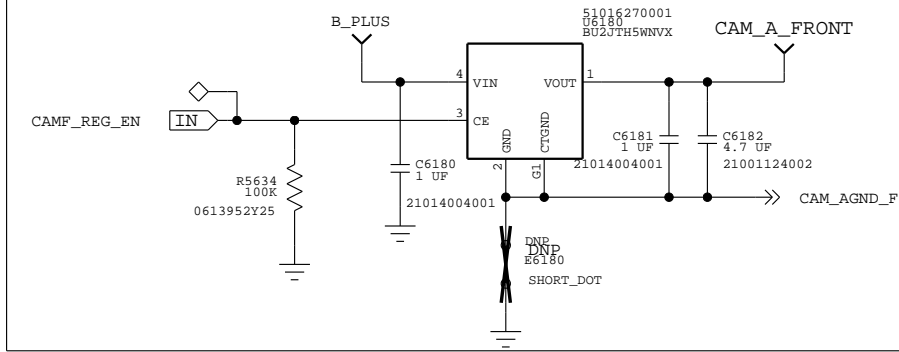 51016270001
U6180
BU2JTH5WNVX
B_PLUS
CAM_A_FRONT
4
VIN
VOUT
1
CAMF_REG_EN
IN
3
CE
GND
CTGND
2
G1
C6180
1 UF
21014004001
C6181
1 UF
21014004001
C6182
4.7 UF
21001124002
R5634
100K
0613952Y25
CAM_AGND_F
DNP
DNP
E6180
SHORT_DOT